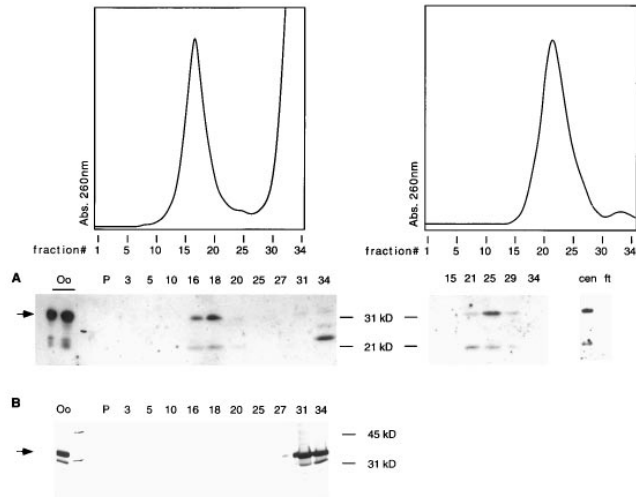 Abs. 260nm
fraction# 1 5 10 15 20 25 30 34
Abs. 260nm
fraction# 1 5 10 15 20 25 30 34
A Oo P 3 5 10 16 18 20 25 27 31 34
15 21 25 29 34 cen ft
31 kD
21 kD
B Oo P 3 5 10 16 18 20 25 27 31 34
45 kD
31 kD